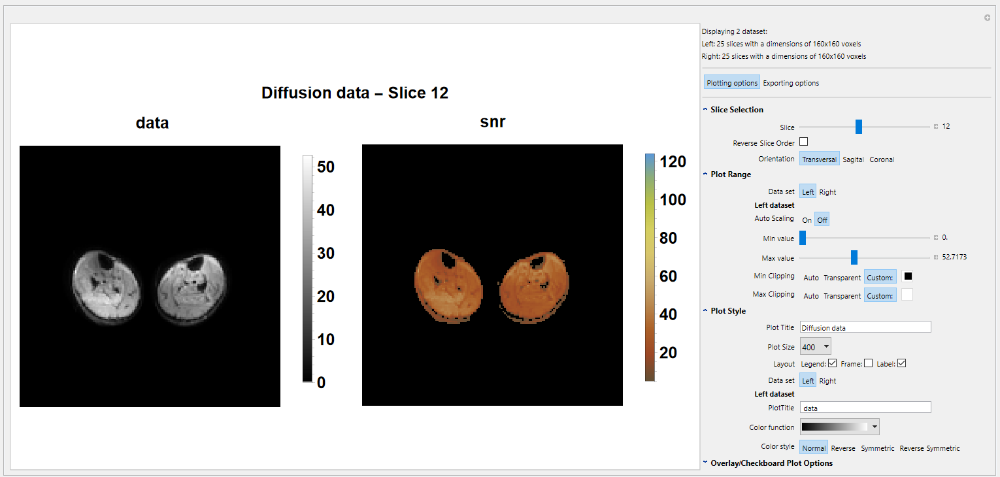 Diffusion data – Slice 12
data
snr
50
40
30
20
10
0
120
100
80
60
40
20
Displaying 2 dataset:
Left: 25 slices with a dimensions of 160x160 voxels
Right: 25 slices with a dimensions of 160x160 voxels
Plotting options Exporting options
Slice Selection
Slice 12
Reverse Slice Order
Orientation Transversal Sagital Coronal
Plot Range
Data set Left Right
Left dataset
Auto Scaling On Off
Min value 0.
Max value 52.7173
Min Clipping Auto Transparent Custom:
Max Clipping Auto Transparent Custom:
Plot Style
Plot Title Diffusion data
Plot Size 400
Layout Legend: Frame: Label:
Data set Left Right
Left dataset
PlotTitle data
Color function
Color style Normal Reverse Symmetric Reverse Symmetric
Overlay/Checkboard Plot Options